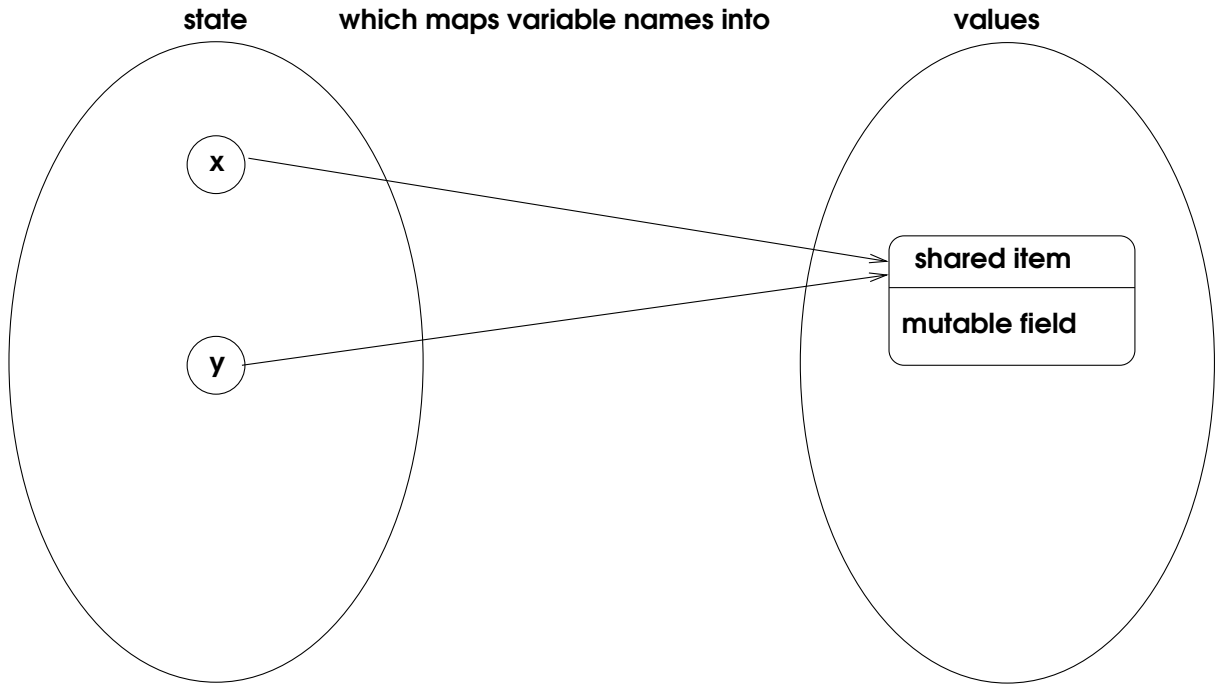 state which maps variable names into values
x
shared item
mutable field
y